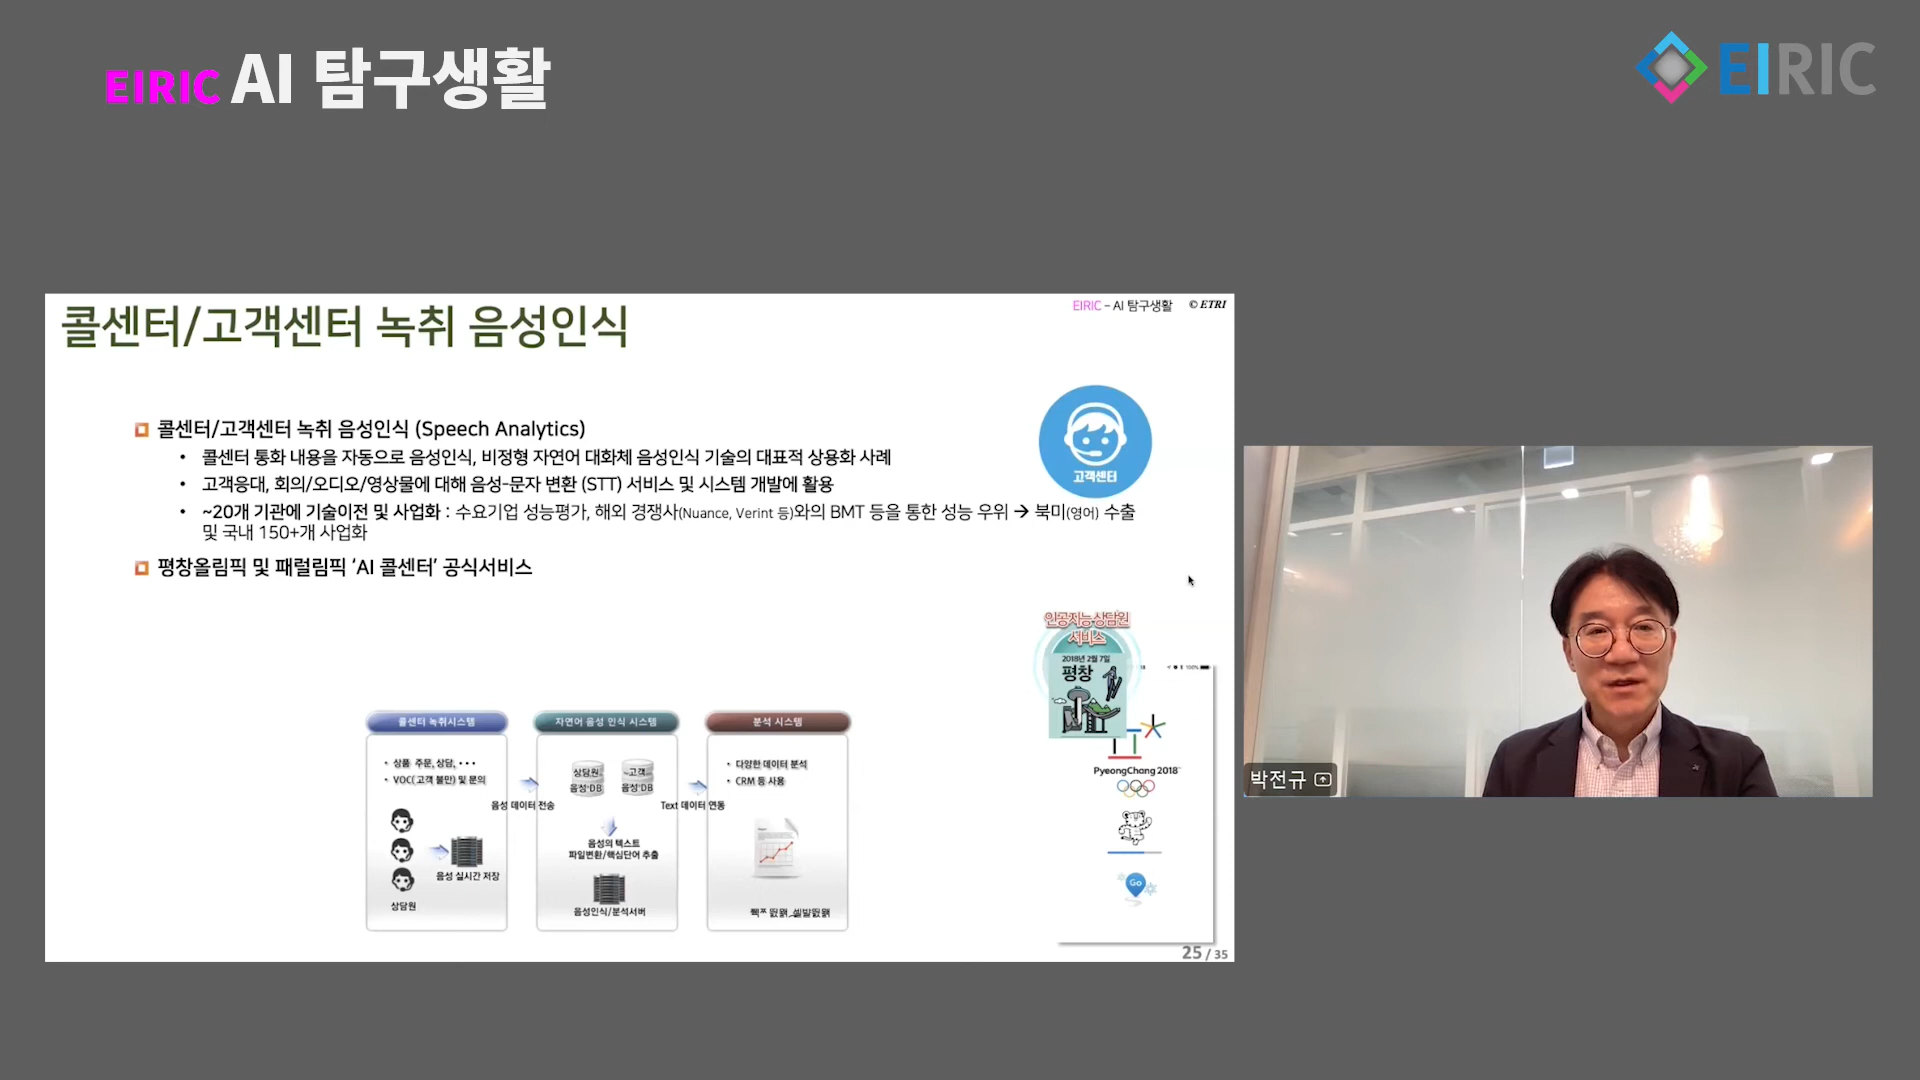 EIRIC AI 탐구생활
EIRIC
콜센터/고객센터 녹취 음성인식
EIRIC – AI 탐구생활 © ETRI
콜센터/고객센터 녹취 음성인식 (Speech Analytics)
• 콜센터 통화 내용을 자동으로 음성인식, 비정형 자연어 대화체 음성인식 기술의 대표적 상용화 사례
• 고객응대, 회의/오디오/영상물에 대해 음성-문자 변환 (STT) 서비스 및 시스템 개발에 활용
• ~20개 기관에 기술이전 및 사업화 : 수요기업 성능평가, 해외 경쟁사(Nuance, Verint 등)와의 BMT 등을 통한 성능 우위 → 북미(영어) 수출
및 국내 150+개 사업화
평창올림픽 및 패럴림픽 ‘AI 콜센터’ 공식서비스
고객센터
인공지능 상담원
서비스
2018년 2월 7일
평창
100%
PyeongChang 2018™
Go
콜센터 녹취시스템
• 상품 주문, 상담, • • •
• VOC(고객 불만) 및 문의
음성 실시간 저장
상담원
음성 데이터 전송
자연어 음성 인식 시스템
상담원
음성 DB
고객
음성 DB
음성의 텍스트
파일변환/핵심단어 추출
음성인식/분석서버
Text 데이터 연동
분석 시스템
• 다양한 데이터 분석
• CRM 등 사용
25 / 35
박전규